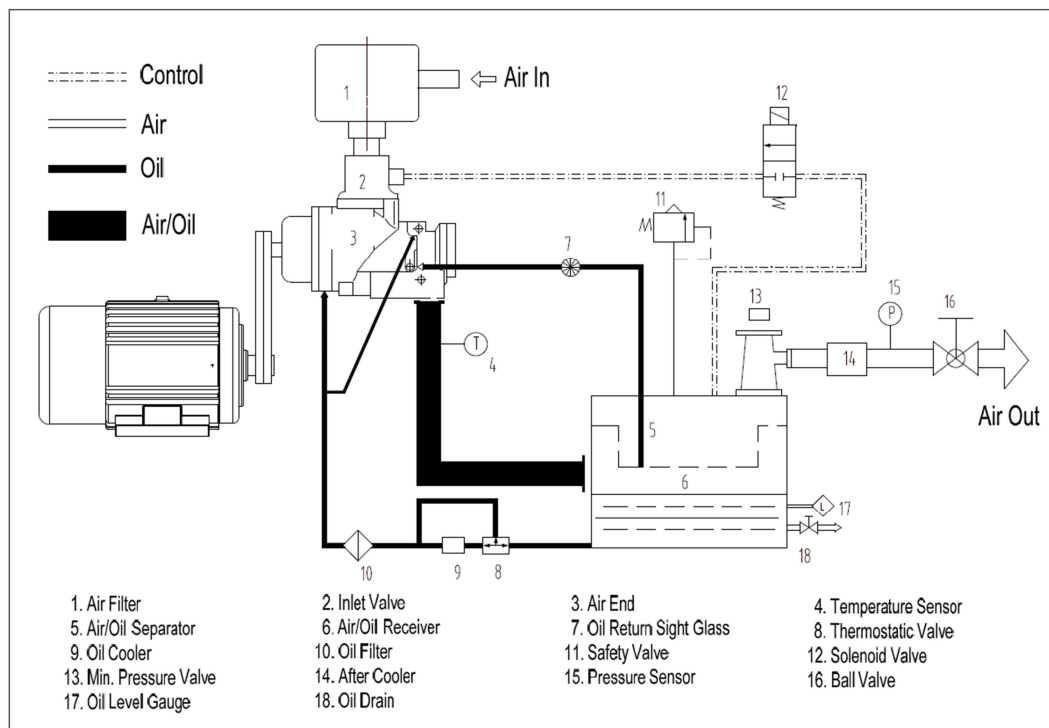 Control
Air
Oil
Air/Oil
1
Air In
2
3
12
11
7
T
4
13
15
P
16
14
Air Out
5
6
L
17
18
10
9
8
1. Air Filter
2. Inlet Valve
3. Air End
4. Temperature Sensor
5. Air/Oil Separator
6. Air/Oil Receiver
7. Oil Return Sight Glass
8. Thermostatic Valve
9. Oil Cooler
10. Oil Filter
11. Safety Valve
12. Solenoid Valve
13. Min. Pressure Valve
14. After Cooler
15. Pressure Sensor
16. Ball Valve
17. Oil Level Gauge
18. Oil Drain